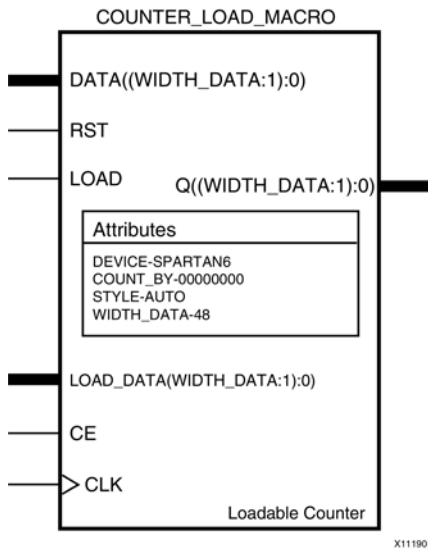 COUNTER_LOAD_MACRO
DATA((WIDTH_DATA:1):0)
RST
LOAD
Q((WIDTH_DATA:1):0)
Attributes
DEVICE-SPARTAN6
COUNT_BY-00000000
STYLE-AUTO
WIDTH_DATA-48
LOAD_DATA(WIDTH_DATA:1):0)
CE
CLK
Loadable Counter
X11190